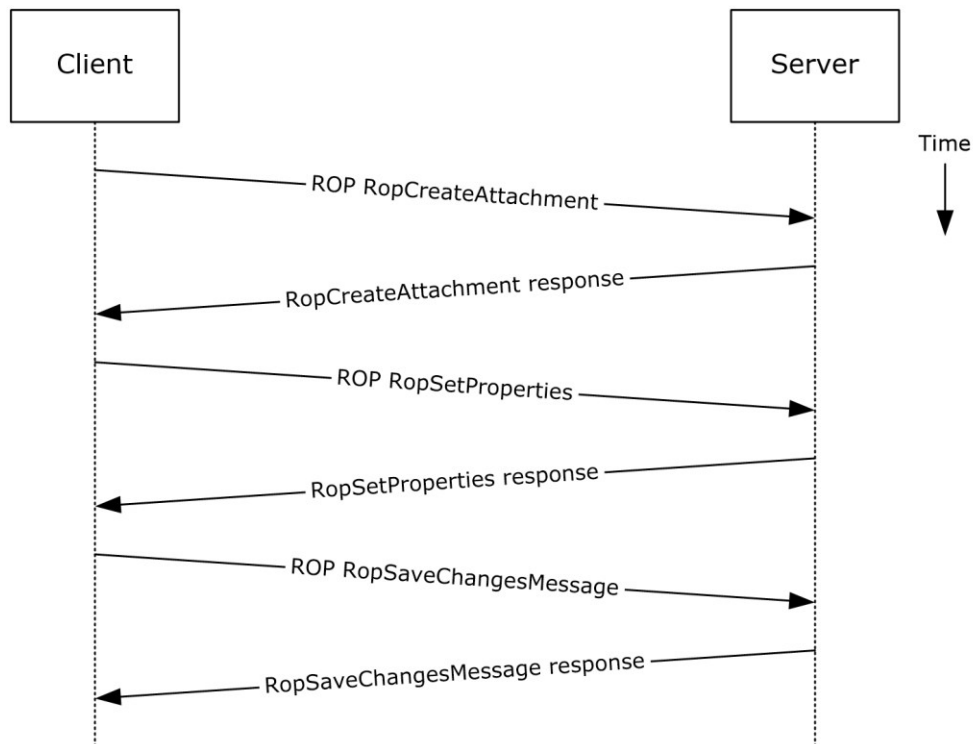 Client
Server
Time
ROP RopCreateAttachment
RopCreateAttachment response
ROP RopSetProperties
RopSetProperties response
ROP RopSaveChangesMessage
RopSaveChangesMessage response